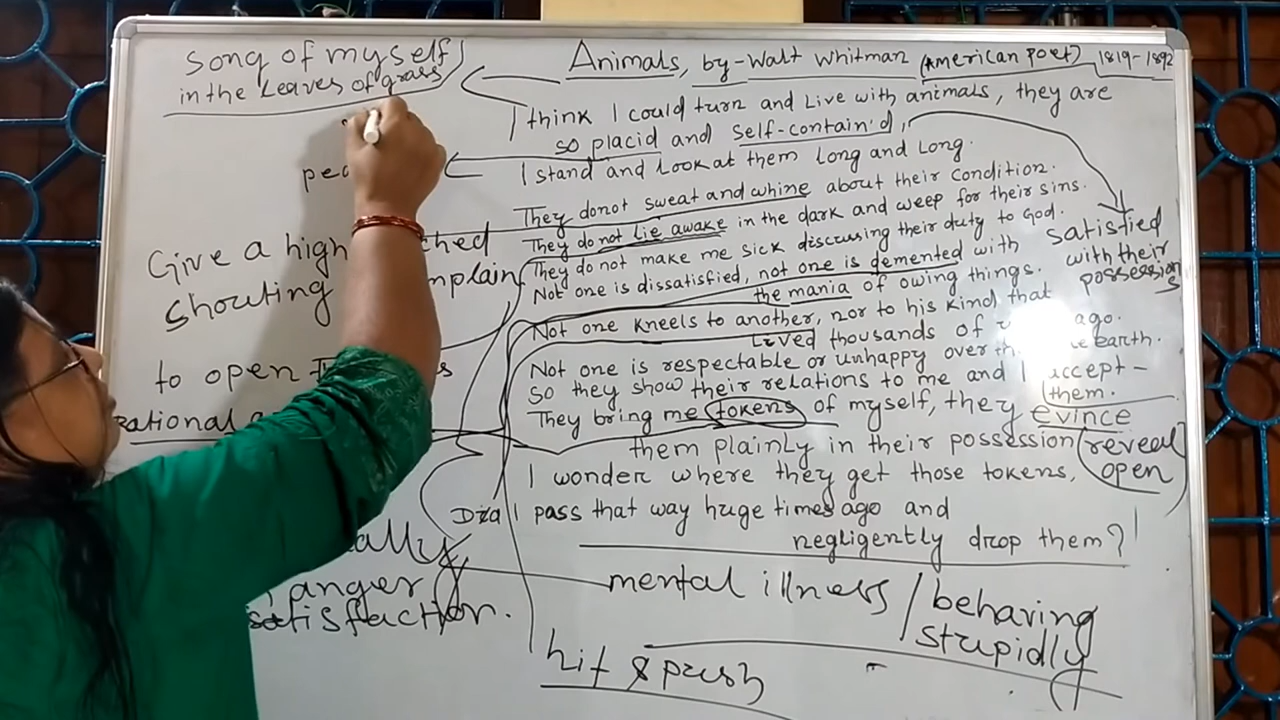 song of myself
in the Leaves of grass
Animals, by-Walt Whitman (American Poet) 1819-1892
I think I could turn and Live with animals, they are
so placid and self-contain'd,
I stand and Look at them long and Long.
They donot sweat and whine about their condition.
They do not Lie awake in the dark and weep for their sins.
They do not make me sick discussing their duty to God.
Not one is dissatisfied, not one is demented with
the mania of owing things.
Not one kneels to another, nor to his kind that
Lived thousands of ago.
Not one is respectable or unhappy over earth.
So they show their relations to me and I accept-
them.
They bring me tokens of myself, they evince
them plainly in their possession
I wonder where they get those tokens,
Did I pass that way huge times ago and
negligently drop them?
satisfied
with their
possession
s
reveal
open
Give a high
shouting
to open
rational
anger
satisfaction.
mental illness / behaving
stupidly
hit & push